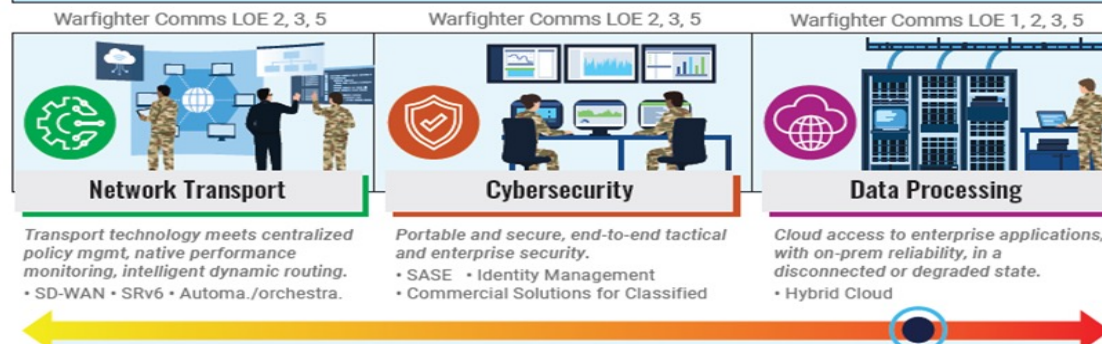 Warfighter Comms LOE 2, 3, 5
Warfighter Comms LOE 2, 3, 5
Warfighter Comms LOE 1, 2, 3, 5
Network Transport
Transport technology meets centralized
policy mgmt, native performance
monitoring, intelligent dynamic routing.
• SD-WAN • SRv6 • Automa./orchestra.
Cybersecurity
Portable and secure, end-to-end tactical
and enterprise security.
• SASE • Identity Management
• Commercial Solutions for Classified
Data Processing
Cloud access to enterprise applications,
with on-prem reliability, in a
disconnected or degraded state.
• Hybrid Cloud